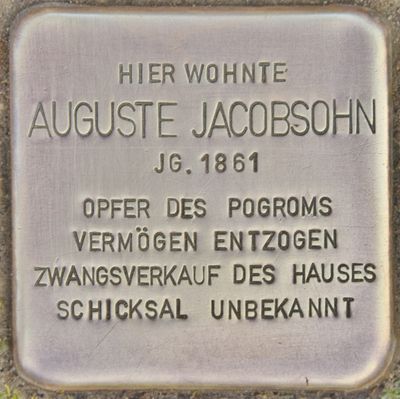 HIER WOHNTE
AUGUSTE JACOBSOHN
JG. 1861
OPFER DES POGROMS
VERMÖGEN ENTZOGEN
ZWANGSVERKAUF DES HAUSES
SCHICKSAL UNBEKANNT